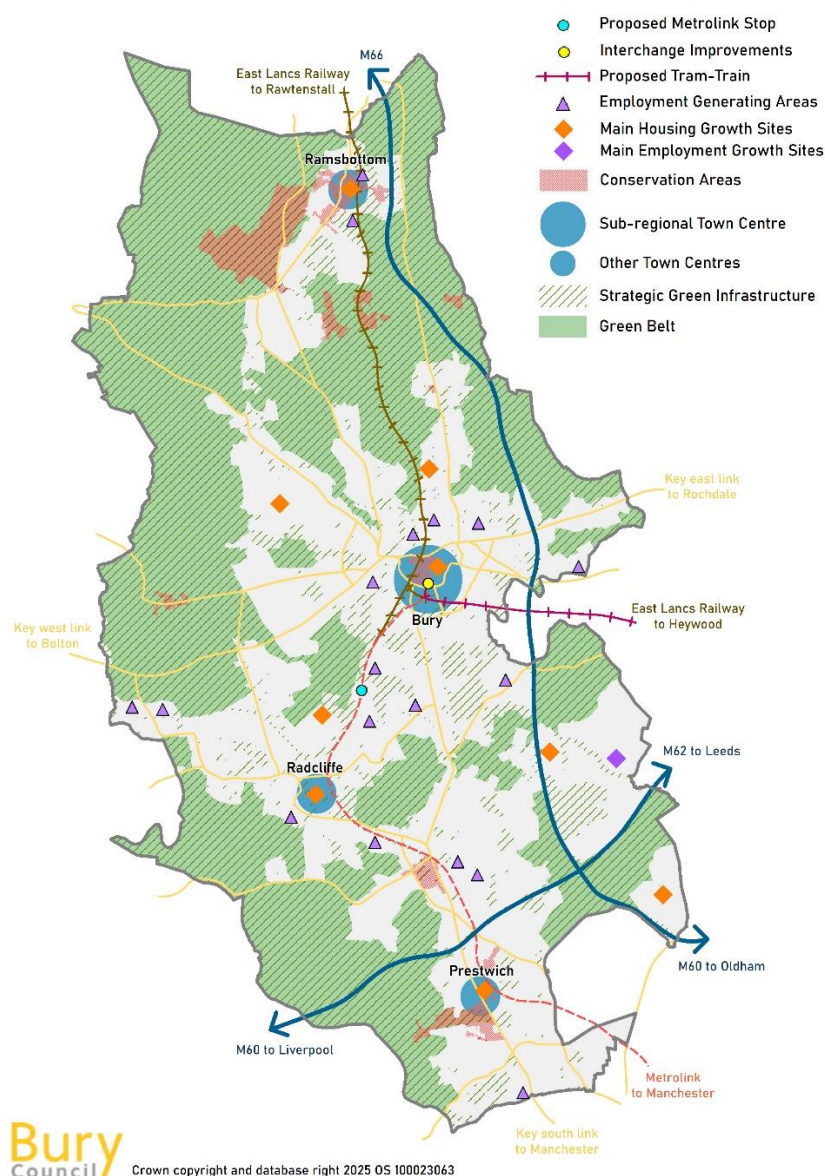 Proposed Metrolink Stop
Interchange Improvements
Proposed Tram-Train
Employment Generating Areas
Main Housing Growth Sites
Main Employment Growth Sites
Conservation Areas
Sub-regional Town Centre
Other Town Centres
Strategic Green Infrastructure
Green Belt
M66
East Lancs Railway
to Rawtenstall
Ramsbottom
Key east link
to Rochdale
Bury
East Lancs Railway
to Heywood
Key west link
to Bolton
M62 to Leeds
Radcliffe
M60 to Oldham
Prestwich
M60 to Liverpool
Metrolink
to Manchester
Key south link
to Manchester
Bury
Council
Crown copyright and database right 2025 OS 100023063